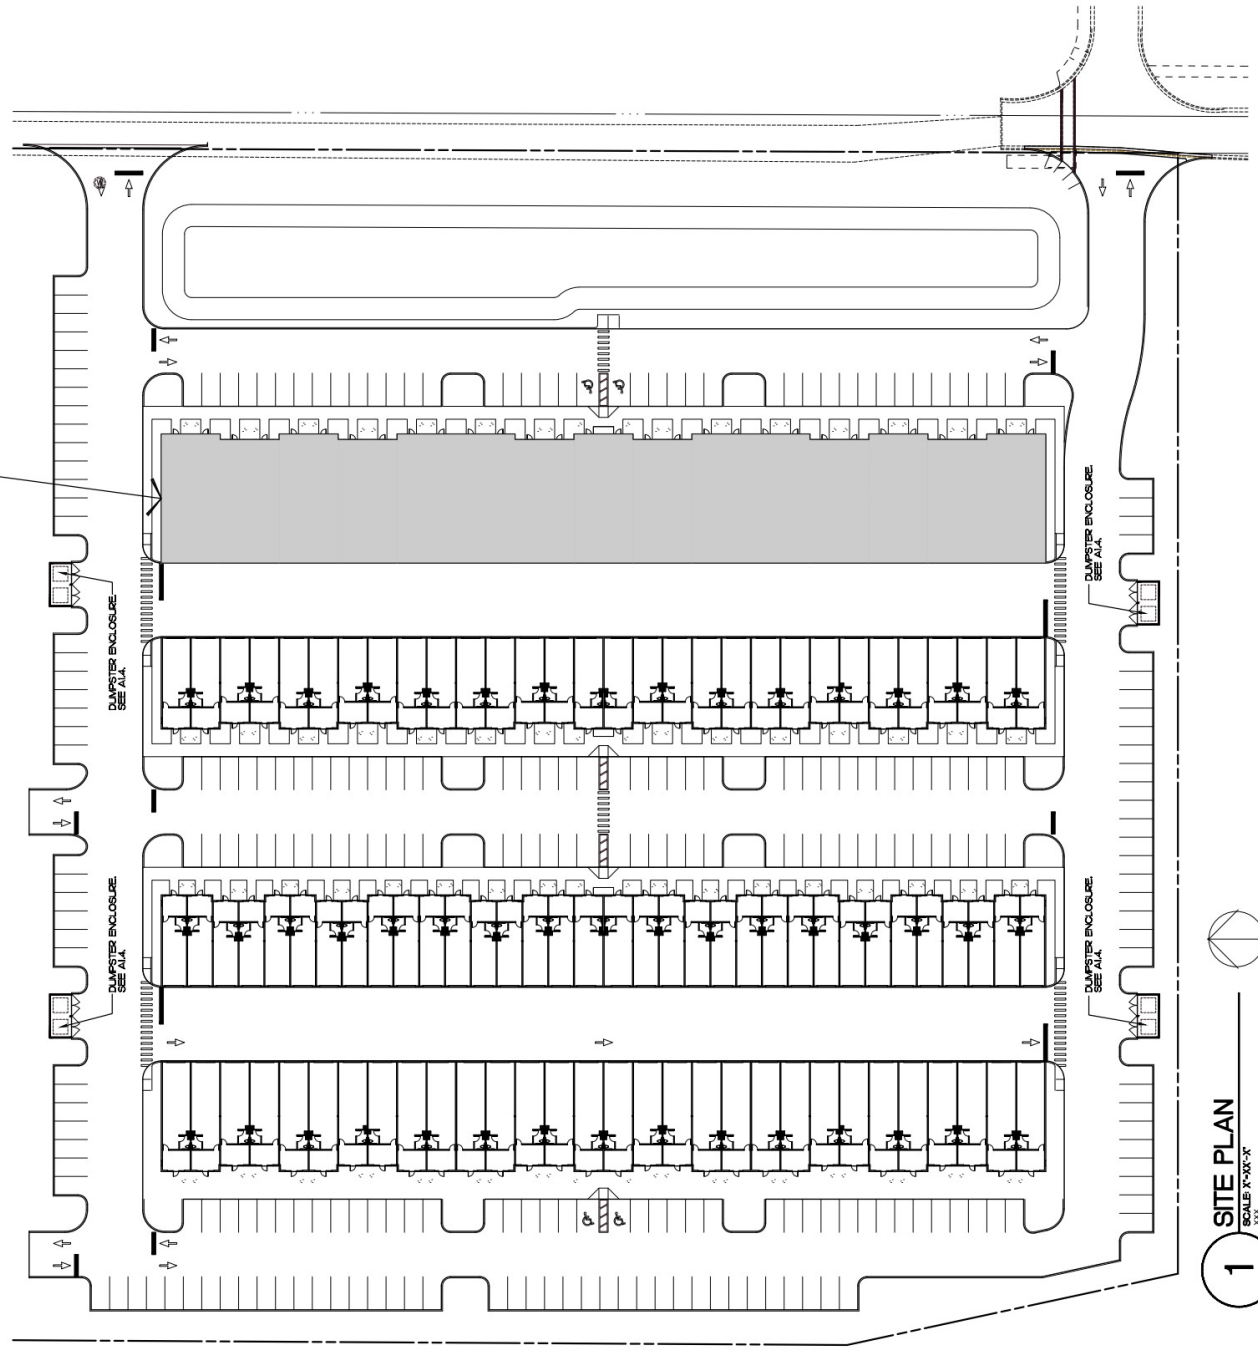 DUMPSTER ENCLOSURE.
SEE A1.4.
DUMPSTER ENCLOSURE.
SEE A1.4.
DUMPSTER ENCLOSURE.
SEE A1.4.
DUMPSTER ENCLOSURE.
SEE A1.4.
1
SITE PLAN
SCALE: X"=XX'-X"
XXX